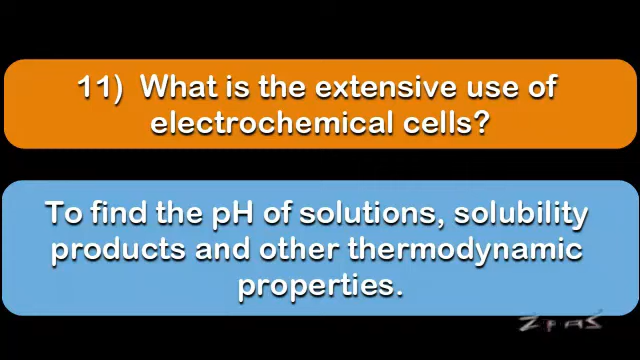 11) What is the extensive use of
electrochemical cells?
To find the pH of solutions, solubility
products and other thermodynamic
properties.